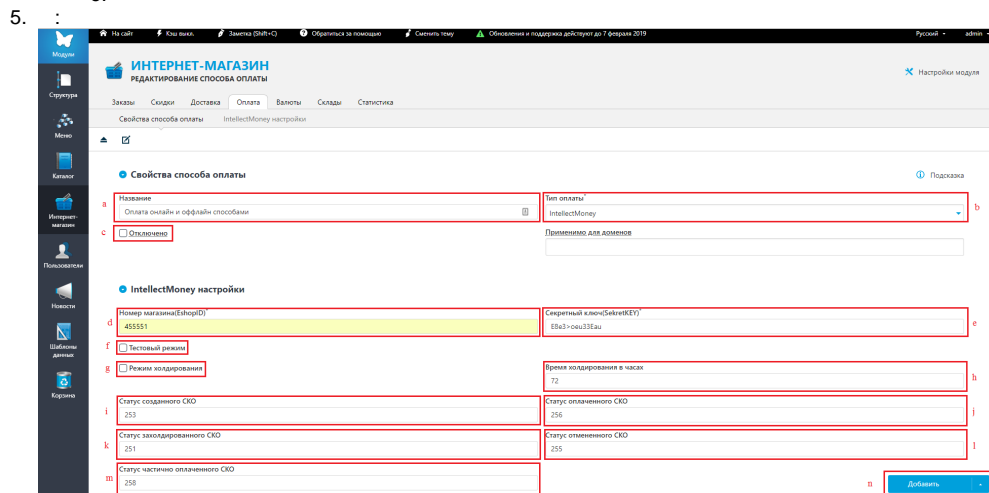 5. :
На сайт Кэш выкл. Заметка (Shift+C) Обратиться за помощью Сменить тему Обновления и поддержка действуют до 7 февраля 2019 Русский admin
Модули
ИНТЕРНЕТ-МАГАЗИН
РЕДАКТИРОВАНИЕ СПОСОБА ОПЛАТЫ
Настройки модуля
Структура
Заказы Скидки Доставка Оплата Валюты Склады Статистика
Свойства способа оплаты IntellectMoney настройки
Меню
Каталог
Свойства способа оплаты Подсказка
a Название Тип оплаты* b
Оплата онлайн и оффлайн способами IntellectMoney
Интернет-магазин
c Отключено Применимо для доменов
Пользователи
IntellectMoney настройки
Новости
d Номер магазина(EshopID)* Секретный ключ(SekretKEY)* e
455551 E8e3>oeu33Eau
Шаблоны данных
f Тестовый режим
g Режим холдирования Время холдирования в часах h
72
Корзина
i Статус созданного СКО Статус оплаченного СКО j
253 256
k Статус захолдированного СКО Статус отмененного СКО l
251 255
m Статус частично оплаченного СКО
258 n Добавить